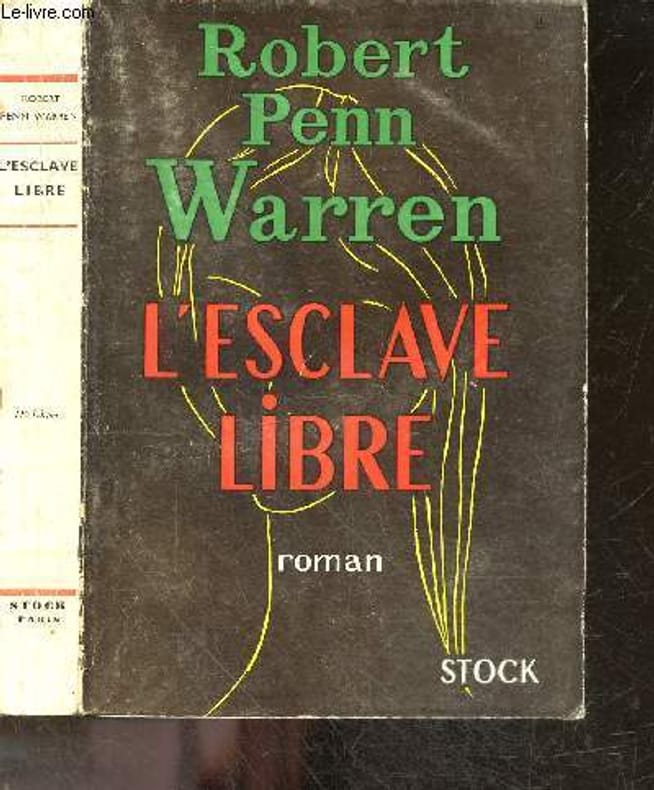 Le-livre.com
ROBERT
PENN WARREN
L'ESCLAVE
LIBRE
STOCK
PARIS
Robert
Penn
Warren
L'ESCLAVE
LIBRE
roman
STOCK